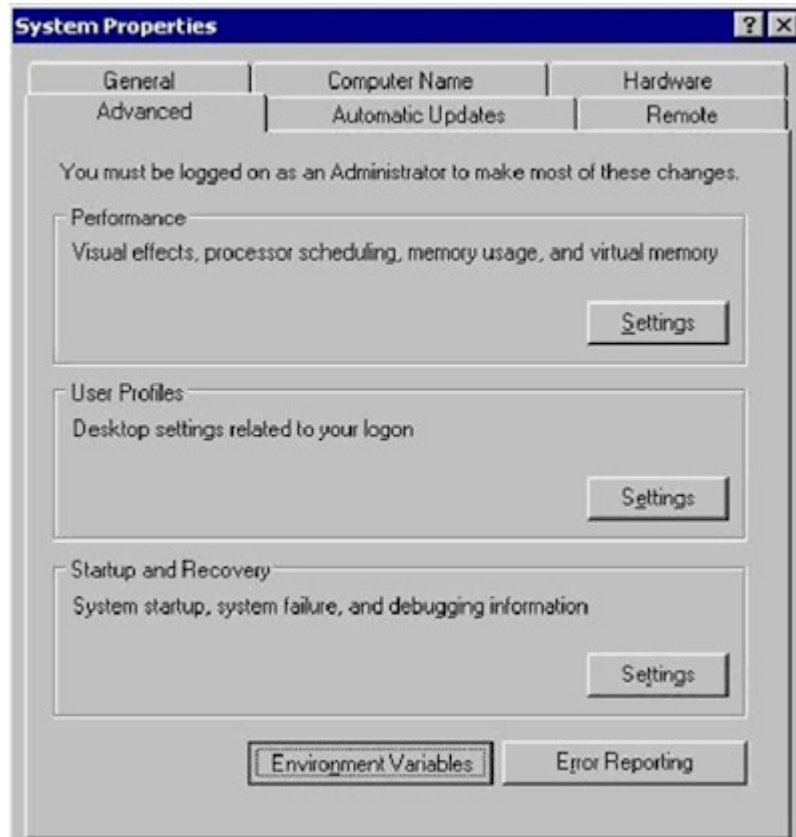 System Properties
General Computer Name Hardware
Advanced Automatic Updates Remote
You must be logged on as an Administrator to make most of these changes.
Performance
Visual effects, processor scheduling, memory usage, and virtual memory
Settings
User Profiles
Desktop settings related to your logon
Settings
Startup and Recovery
System startup, system failure, and debugging information
Settings
Environment Variables Error Reporting